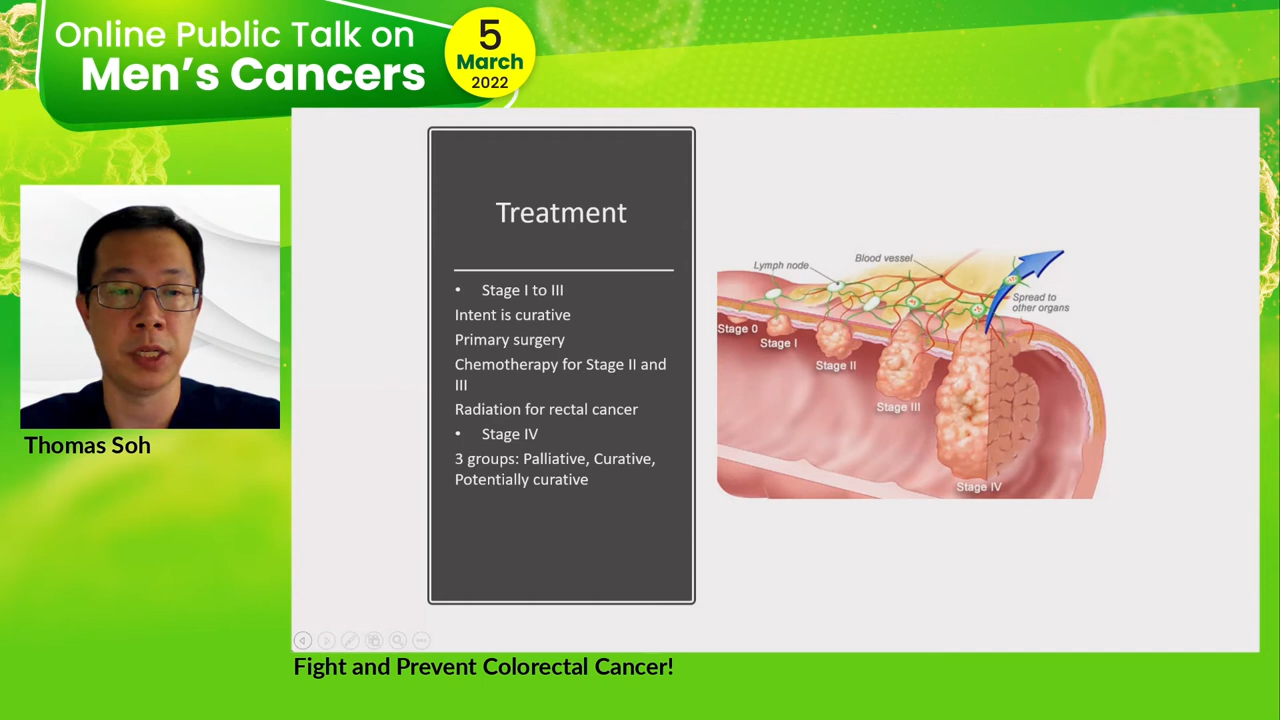 Online Public Talk on
Men's Cancers
5
March
2022
Treatment
• Stage I to III
Intent is curative
Primary surgery
Chemotherapy for Stage II and
III
Radiation for rectal cancer
• Stage IV
3 groups: Palliative, Curative,
Potentially curative
Lymph node
Blood vessel
Spread to
other organs
Stage 0
Stage I
Stage II
Stage III
Stage IV
Thomas Soh
Fight and Prevent Colorectal Cancer!